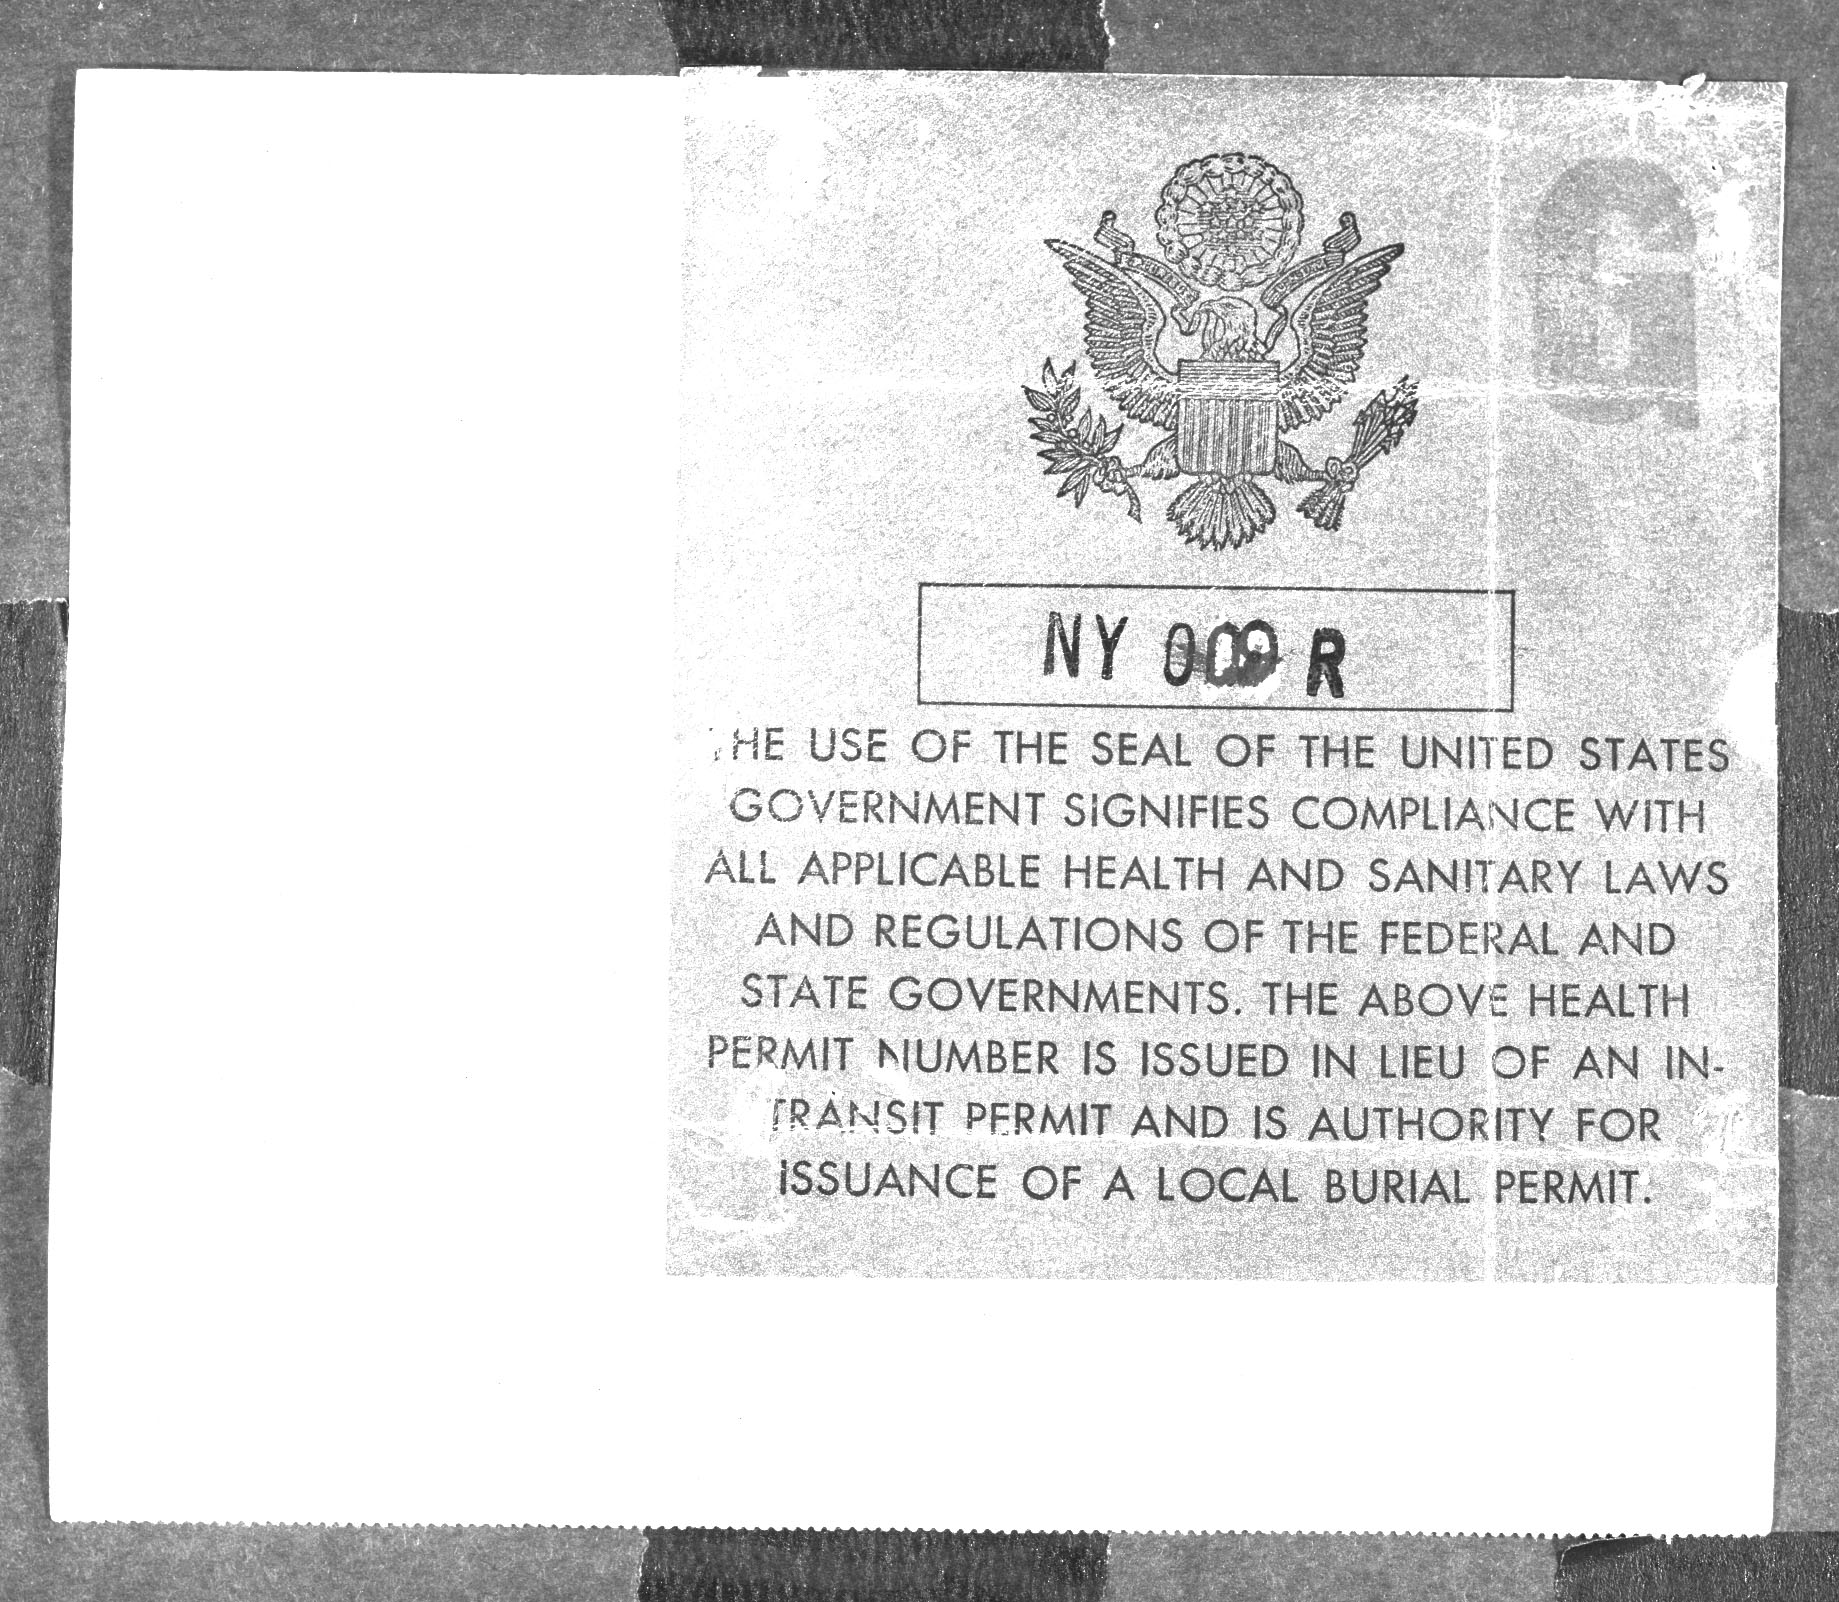 NY R
THE USE OF THE SEAL OF THE UNITED STATES
GOVERNMENT SIGNIFIES COMPLIANCE WITH
ALL APPLICABLE HEALTH AND SANITARY LAWS
AND REGULATIONS OF THE FEDERAL AND
STATE GOVERNMENTS. THE ABOVE HEALTH
PERMIT NUMBER IS ISSUED IN LIEU OF AN IN-
TRANSIT PERMIT AND IS AUTHORITY FOR
ISSUANCE OF A LOCAL BURIAL PERMIT.